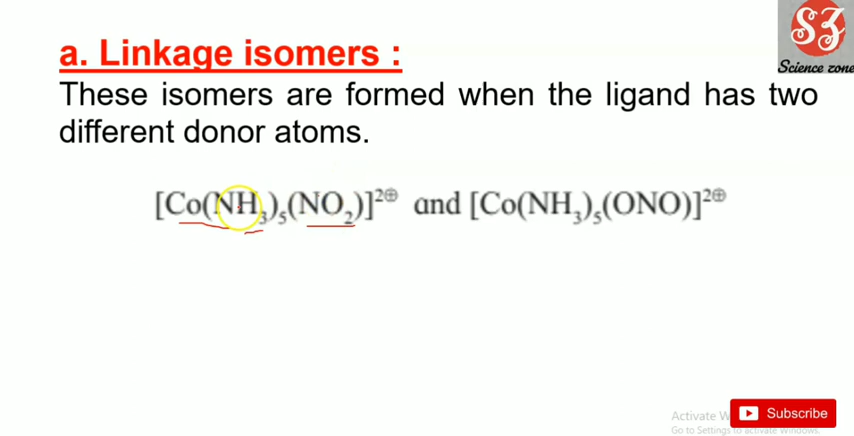 SZ
Science zone
a. Linkage isomers :
These isomers are formed when the ligand has two
different donor atoms.
[Co(NH₃)₅(NO₂)]²⊕ and [Co(NH₃)₅(ONO)]²⊕
Activate W
Subscribe
Go to Settings to activate Windows.